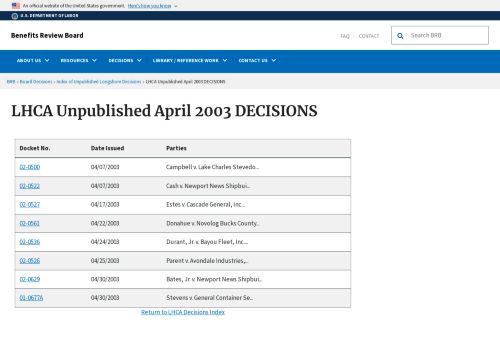 An official website of the United States government. Here's how you know
U.S. DEPARTMENT OF LABOR
Benefits Review Board
FAQ
CONTACT
Search BRB
ABOUT US
RESOURCES
DECISIONS
LIBRARY / REFERENCE WORK
CONTACT US
BRB › Board Decisions › Index of Unpublished Longshore Decisions › LHCA Unpublished April 2003 DECISIONS
LHCA Unpublished April 2003 DECISIONS
Docket No. Date Issued Parties
02-0500 04/07/2003 Campbell v. Lake Charles Stevedo...
02-0522 04/07/2003 Cash v. Newport News Shipbui...
02-0527 04/17/2003 Estes v. Cascade General, Inc...
02-0561 04/22/2003 Donahue v. Novolog Bucks County...
02-0536 04/24/2003 Durant, Jr. v. Bayou Fleet, Inc....
02-0526 04/25/2003 Parent v. Avondale Industries,...
02-0629 04/30/2003 Bates, Jr. v. Newport News Shipbui...
01-0677A 04/30/2003 Stevens v. General Container Se...
Return to LHCA Decisions Index